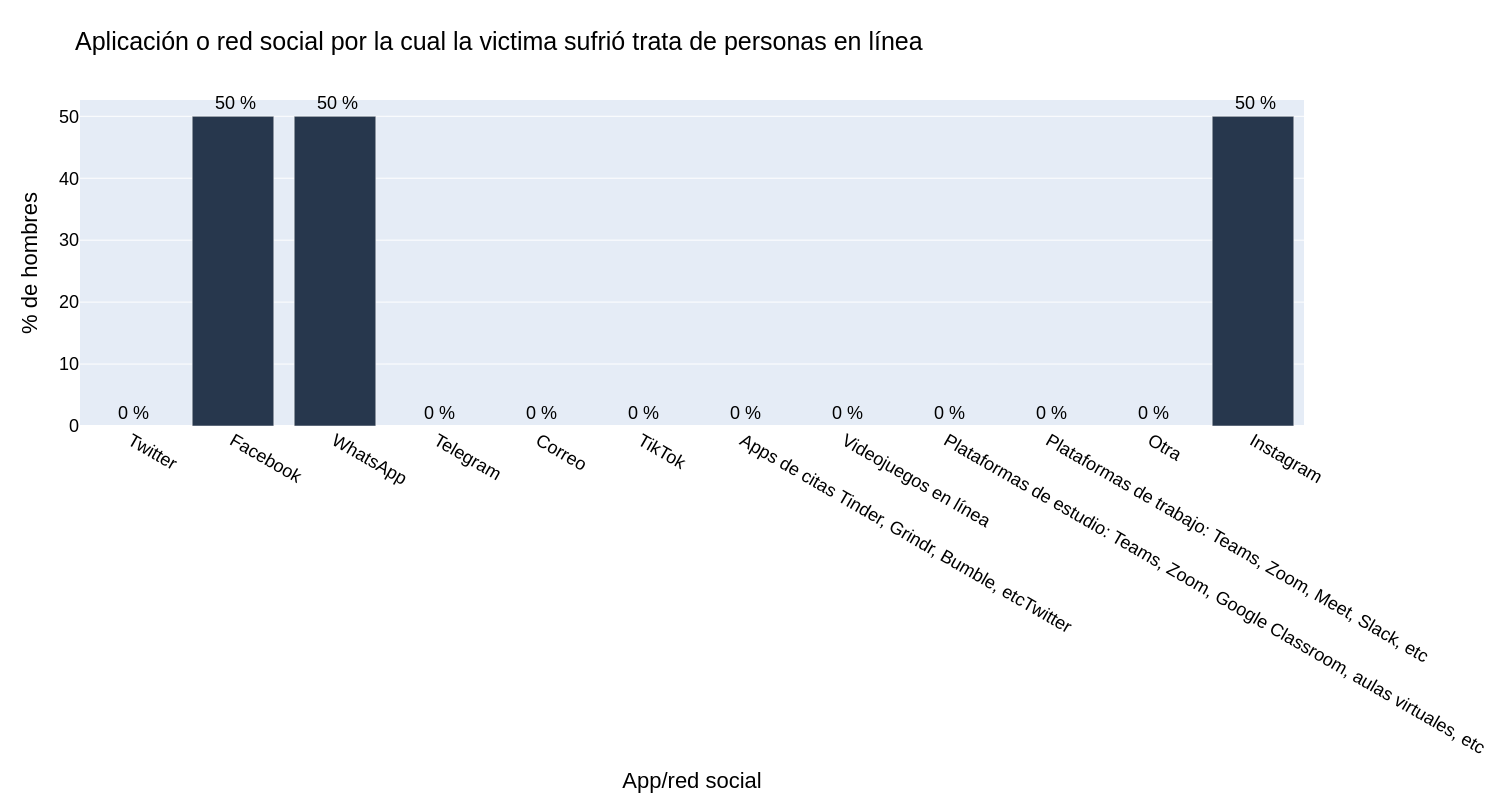 Aplicación o red social por la cual la victima sufrió trata de personas en línea
% de hombres
50
40
30
20
10
0
0 %
50 %
50 %
0 %
0 %
0 %
0 %
0 %
0 %
0 %
0 %
50 %
Twitter
Facebook
WhatsApp
Telegram
Correo
TikTok
Apps de citas Tinder, Grindr, Bumble, etcTwitter
Videojuegos en línea
Plataformas de estudio: Teams, Zoom, Google Classroom, aulas virtuales, etc
Plataformas de trabajo: Teams, Zoom, Meet, Slack, etc
Otra
Instagram
App/red social